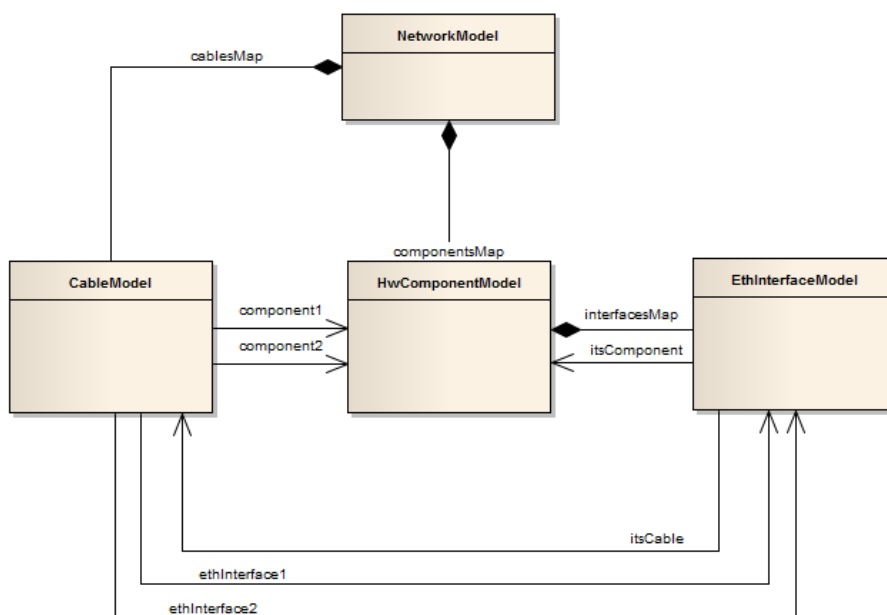 NetworkModel
cablesMap
componentsMap
CableModel
HwComponentModel
EthInterfaceModel
component1
interfacesMap
component2
itsComponent
itsCable
ethInterface1
ethInterface2